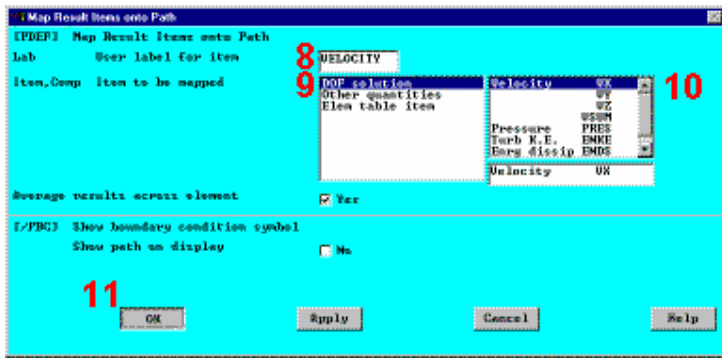 Map Result Items onto Path
[PDEF] Map Result Items onto Path
Lab User label for item 8 VELOCITY
Item,Comp Item to be mapped 9 DOF solution Velocity VX 10
Other quantities VY
Elem table item VZ
VSUM
Pressure PRES
Turb K.E. ENKE
Enrg dissip ENDS
Velocity VX
Average results across element Yes
[/PBC] Show boundary condition symbol
Show path on display No
11
OK Apply Cancel Help